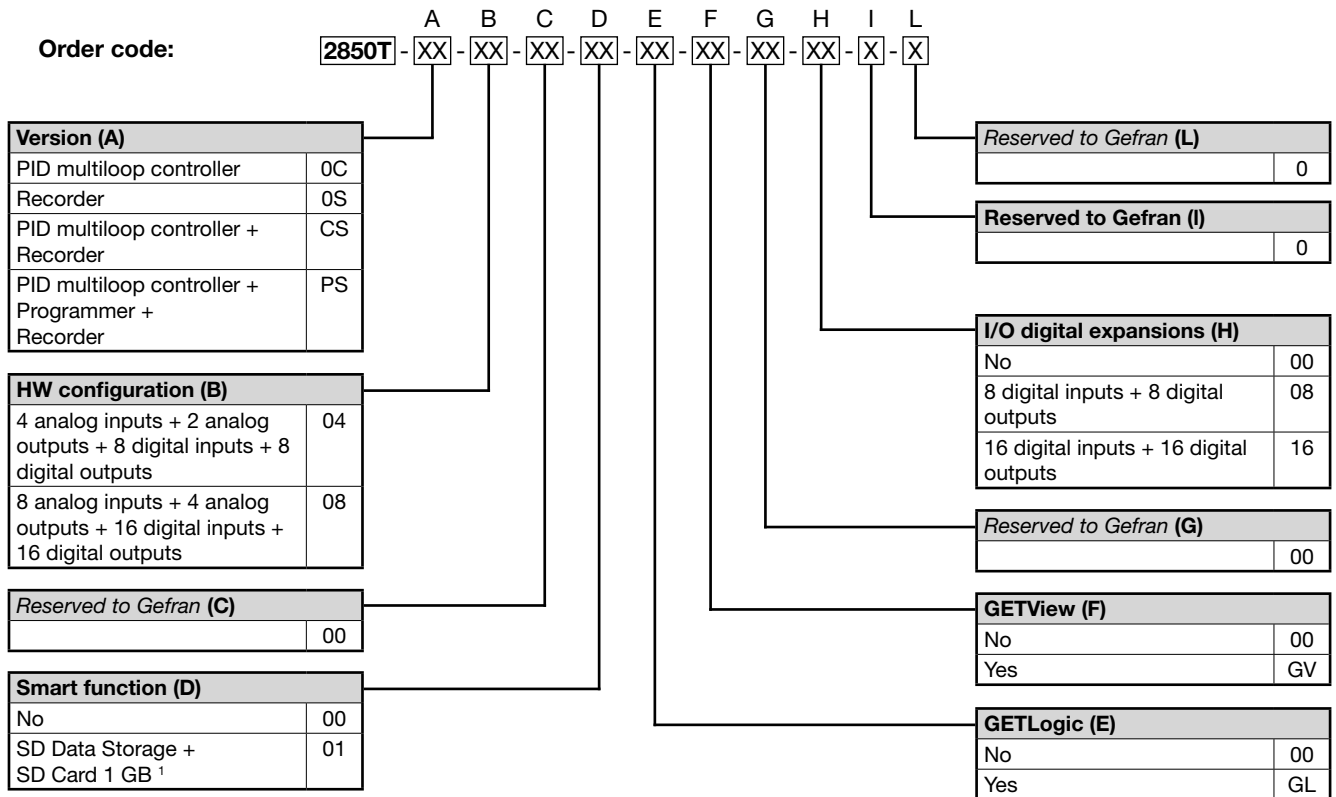 A B C D E F G H I L
Order code: 2850T - XX - XX - XX - XX - XX - XX - XX - XX - X - X
Version (A)
PID multiloop controller 0C
Recorder 0S
PID multiloop controller + CS
Recorder
PID multiloop controller + PS
Programmer +
Recorder
HW configuration (B)
4 analog inputs + 2 analog 04
outputs + 8 digital inputs + 8
digital outputs
8 analog inputs + 4 analog 08
outputs + 16 digital inputs +
16 digital outputs
Reserved to Gefran (C)
00
Smart function (D)
No 00
SD Data Storage + 01
SD Card 1 GB 1
Reserved to Gefran (L)
0
Reserved to Gefran (I)
0
I/O digital expansions (H)
No 00
8 digital inputs + 8 digital 08
outputs
16 digital inputs + 16 digital 16
outputs
Reserved to Gefran (G)
00
GETView (F)
No 00
Yes GV
GETLogic (E)
No 00
Yes GL